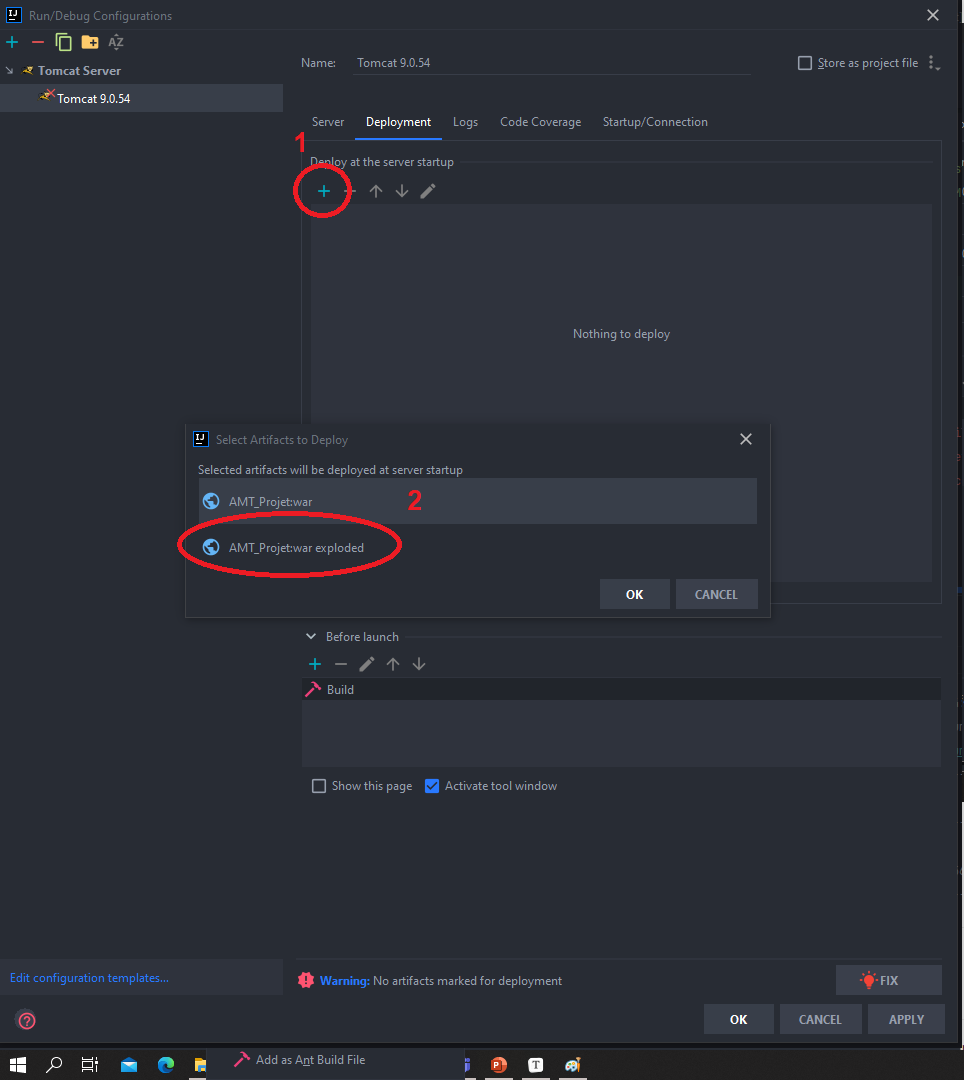 Run/Debug Configurations
Tomcat Server
Tomcat 9.0.54
Name: Tomcat 9.0.54
Store as project file
Server Deployment Logs Code Coverage Startup/Connection
1
Deploy at the server startup
Nothing to deploy
Select Artifacts to Deploy
Selected artifacts will be deployed at server startup
AMT_Projet:war
2
AMT_Projet:war exploded
OK CANCEL
Before launch
Build
Show this page Activate tool window
Edit configuration templates...
Warning: No artifacts marked for deployment
FIX
OK CANCEL APPLY
Add as Ant Build File